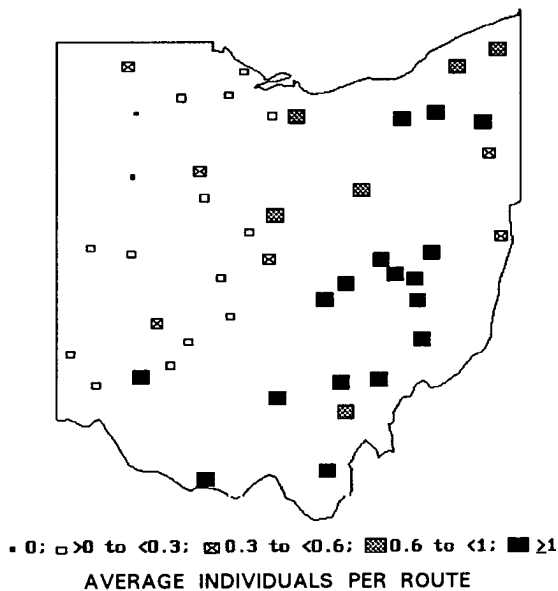 0; >0 to <0.3; 0.3 to <0.6; 0.6 to <1; ≥1
AVERAGE INDIVIDUALS PER ROUTE